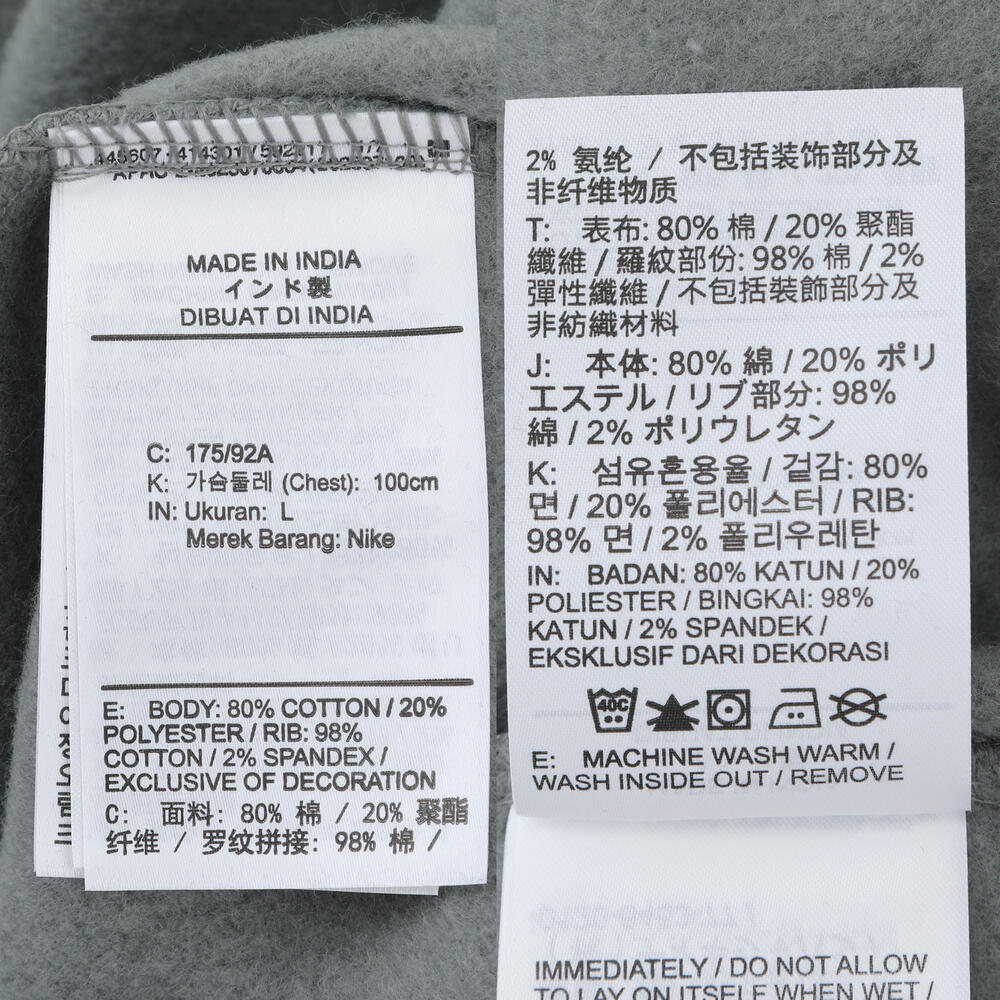 MADE IN INDIA
インド製
DIBUAT DI INDIA
C: 175/92A
K: 가슴둘레 (Chest): 100cm
IN: Ukuran: L
Merek Barang: Nike
E: BODY: 80% COTTON / 20%
POLYESTER / RIB: 98%
COTTON / 2% SPANDEX /
EXCLUSIVE OF DECORATION
C: 面料: 80% 棉 / 20% 聚酯
纤维 / 罗纹拼接: 98% 棉 /
2% 氨纶 / 不包括装饰部分及
非纤维物质
T: 表布: 80% 棉 / 20% 聚酯
纖維 / 羅紋部份: 98% 棉 / 2%
彈性纖維 / 不包括裝飾部分及
非紡織材料
J: 本体: 80% 綿 / 20% ポリ
エステル / リブ部分: 98%
綿 / 2% ポリウレタン
K: 섬유혼용율 / 겉감: 80%
면 / 20% 폴리에스터 / RIB:
98% 면 / 2% 폴리우레탄
IN: BADAN: 80% KATUN / 20%
POLIESTER / BINGKAI: 98%
KATUN / 2% SPANDEK /
EKSKLUSIF DARI DEKORASI
40C
E: MACHINE WASH WARM /
WASH INSIDE OUT / REMOVE
IMMEDIATELY / DO NOT ALLOW
TO LAY ON ITSELF WHEN WET /